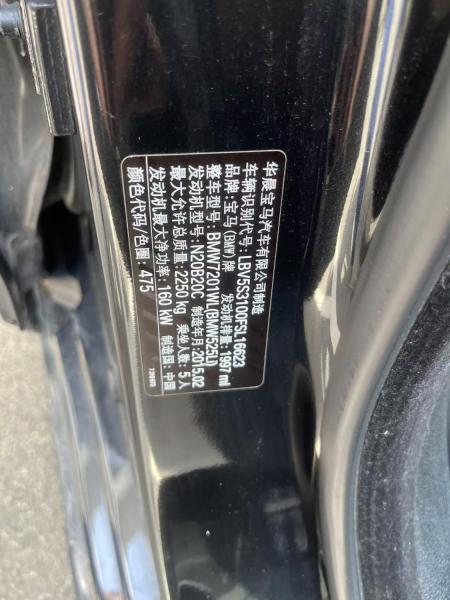 华晨宝马汽车有限公司制造
车辆识别代号: LBV5S3100FSL16623
品牌: 宝马(BMW)牌 发动机排量: 1997 ml
整车型号: BMW7201WL(BMW525Li)
发动机型号: N20B20C 制造年月: 2015.02
最大允许总质量: 2250 kg 乘坐人数: 5人
发动机最大净功率: 160 kW 制造国: 中国
颜色代码/色圈: 475